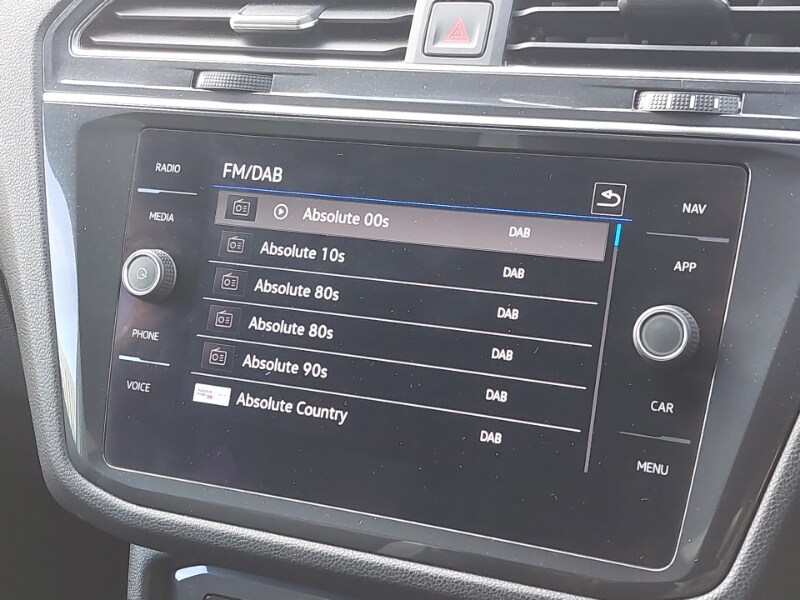 RADIO
MEDIA
PHONE
VOICE
FM/DAB
Absolute 00s DAB
Absolute 10s DAB
Absolute 80s DAB
Absolute 80s DAB
Absolute 90s DAB
Absolute Country DAB
NAV
APP
CAR
MENU